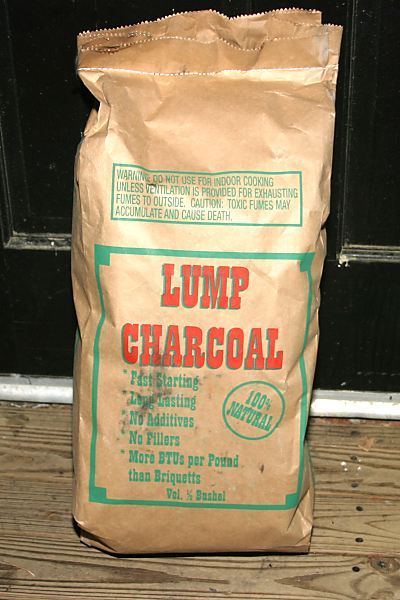 WARNING: DO NOT USE FOR INDOOR COOKING
UNLESS VENTILATION IS PROVIDED FOR EXHAUSTING
FUMES TO OUTSIDE. CAUTION: TOXIC FUMES MAY
ACCUMULATE AND CAUSE DEATH.
LUMP
CHARCOAL
* Fast Starting
* Long Lasting
* No Additives
No Fillers
* More BTUs per Pound
than Briquetts
Vol. ½ Bushel
100%
NATURAL